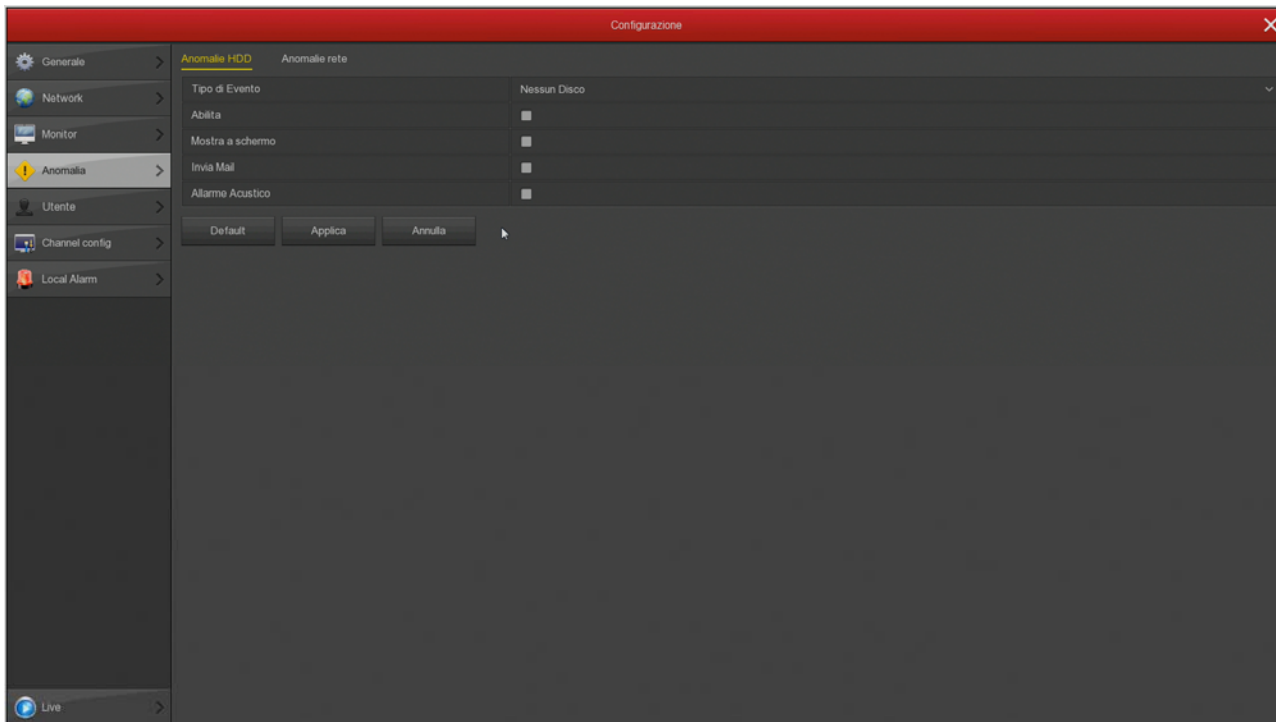 Configurazione
Generale
Network
Monitor
Anomalia
Utente
Channel config
Local Alarm
Live
Anomalie HDD Anomalie rete
Tipo di Evento Nessun Disco
Abilita
Mostra a schermo
Invia Mail
Allarme Acustico
Default Applica Annulla